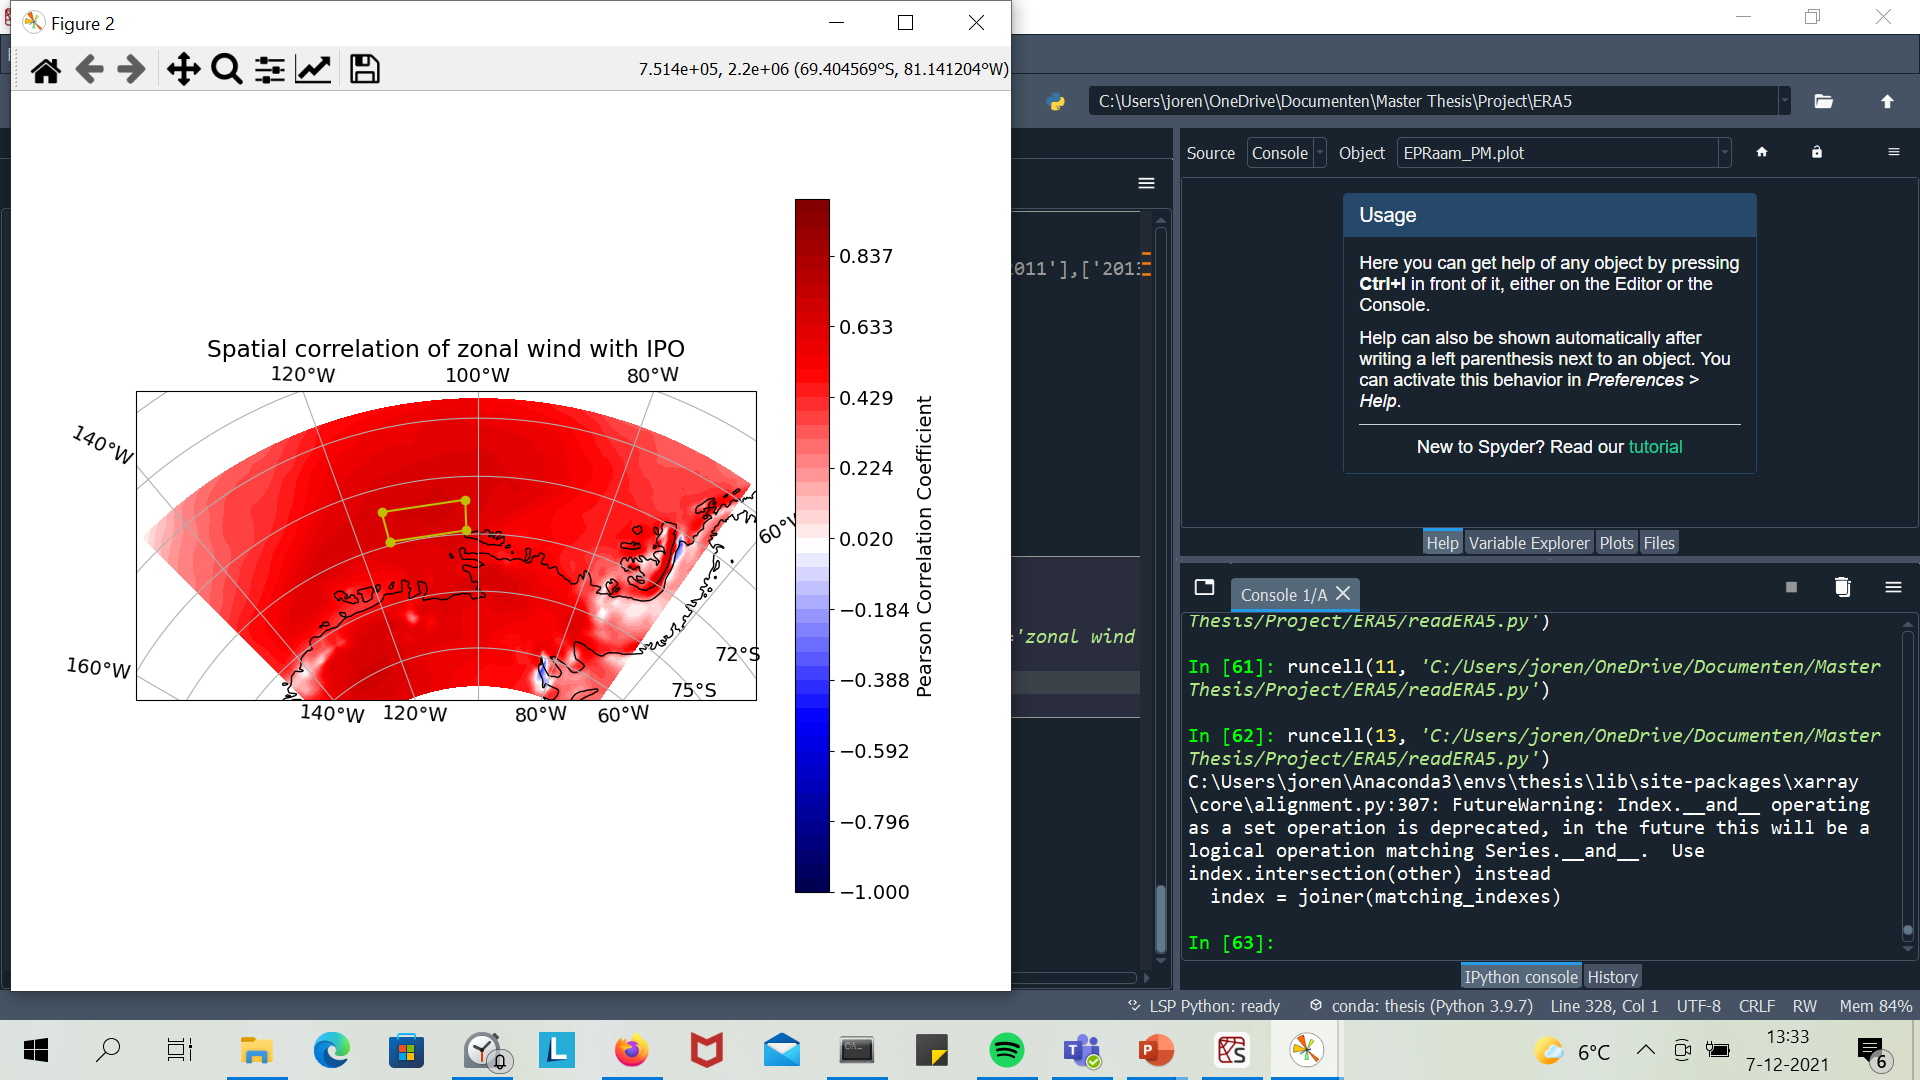 Figure 2
7.514e+05, 2.2e+06 (69.404569°S, 81.141204°W)
Spatial correlation of zonal wind with IPO
120°W
100°W
80°W
140°W
60°W
160°W
72°S
75°S
140°W
120°W
80°W
60°W
0.837
0.633
0.429
0.224
0.020
−0.184
−0.388
−0.592
−0.796
−1.000
Pearson Correlation Coefficient
2011'],['201
'zonal wind
C:\Users\joren\OneDrive\Documenten\Master Thesis\Project\ERA5
Source
Console
Object
EPRaam_PM.plot
Usage
Here you can get help of any object by pressing
Ctrl+I in front of it, either on the Editor or the
Console.
Help can also be shown automatically after
writing a left parenthesis next to an object. You
can activate this behavior in Preferences >
Help.
New to Spyder? Read our tutorial
Help
Variable Explorer
Plots
Files
Console 1/A
Thesis/Project/ERA5/readERA5.py')
In [61]: runcell(11, 'C:/Users/joren/OneDrive/Documenten/Master
Thesis/Project/ERA5/readERA5.py')
In [62]: runcell(13, 'C:/Users/joren/OneDrive/Documenten/Master
Thesis/Project/ERA5/readERA5.py')
C:\Users\joren\Anaconda3\envs\thesis\lib\site-packages\xarray
\core\alignment.py:307: FutureWarning: Index.__and__ operating
as a set operation is deprecated, in the future this will be a
logical operation matching Series.__and__.  Use
index.intersection(other) instead
  index = joiner(matching_indexes)
In [63]:
IPython console
History
LSP Python: ready
conda: thesis (Python 3.9.7)
Line 328, Col 1
UTF-8
CRLF
RW
Mem 84%
6°C
13:33
7-12-2021
6